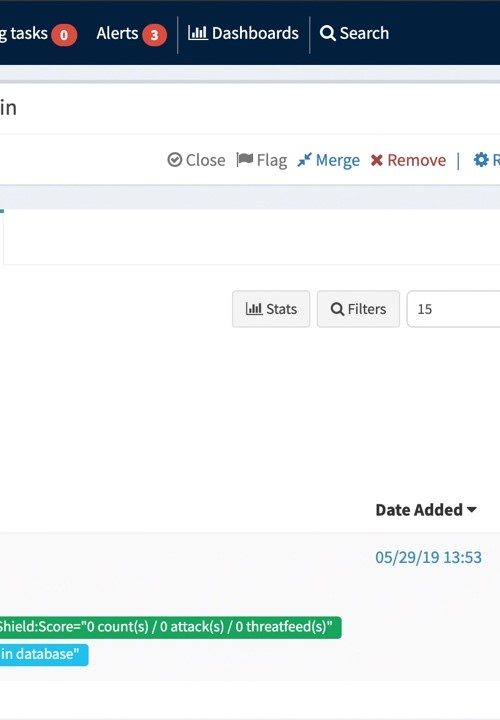 g tasks 0 Alerts 3 Dashboards Search
in
Close Flag Merge Remove | R
Stats Filters 15
Date Added
05/29/19 13:53
Shield:Score="0 count(s) / 0 attack(s) / 0 threatfeed(s)"
in database"